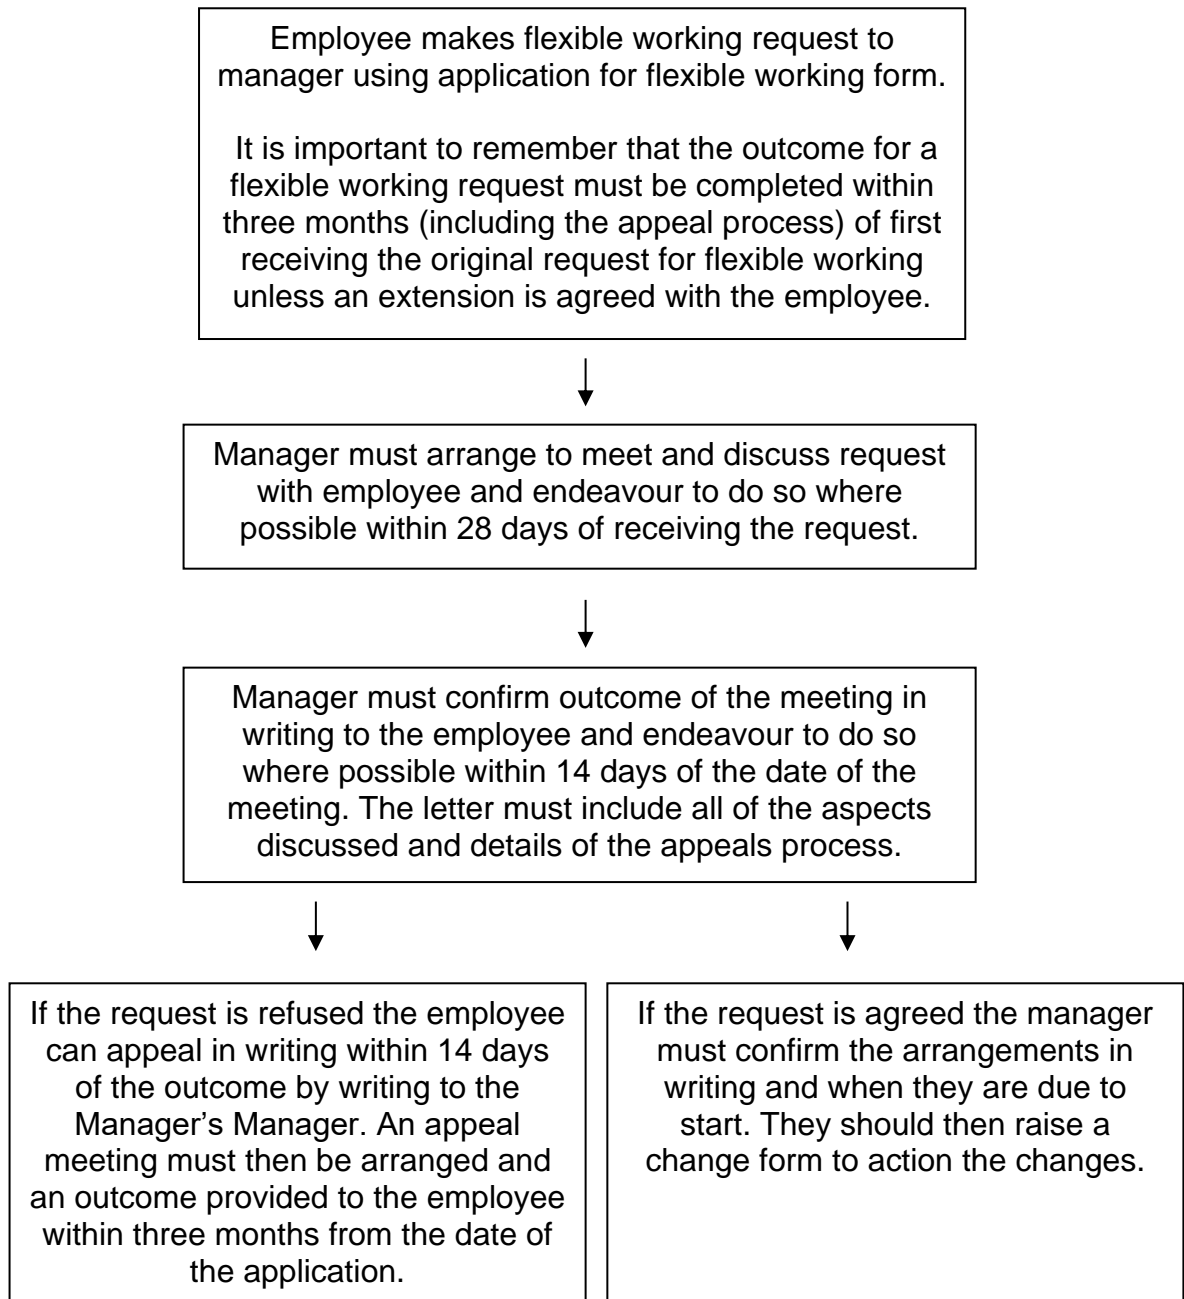 Employee makes flexible working request to
manager using application for flexible working form.
It is important to remember that the outcome for a
flexible working request must be completed within
three months (including the appeal process) of first
receiving the original request for flexible working
unless an extension is agreed with the employee.
Manager must arrange to meet and discuss request
with employee and endeavour to do so where
possible within 28 days of receiving the request.
Manager must confirm outcome of the meeting in
writing to the employee and endeavour to do so
where possible within 14 days of the date of the
meeting. The letter must include all of the aspects
discussed and details of the appeals process.
If the request is refused the employee
can appeal in writing within 14 days
of the outcome by writing to the
Manager’s Manager. An appeal
meeting must then be arranged and
an outcome provided to the employee
within three months from the date of
the application.
If the request is agreed the manager
must confirm the arrangements in
writing and when they are due to
start. They should then raise a
change form to action the changes.